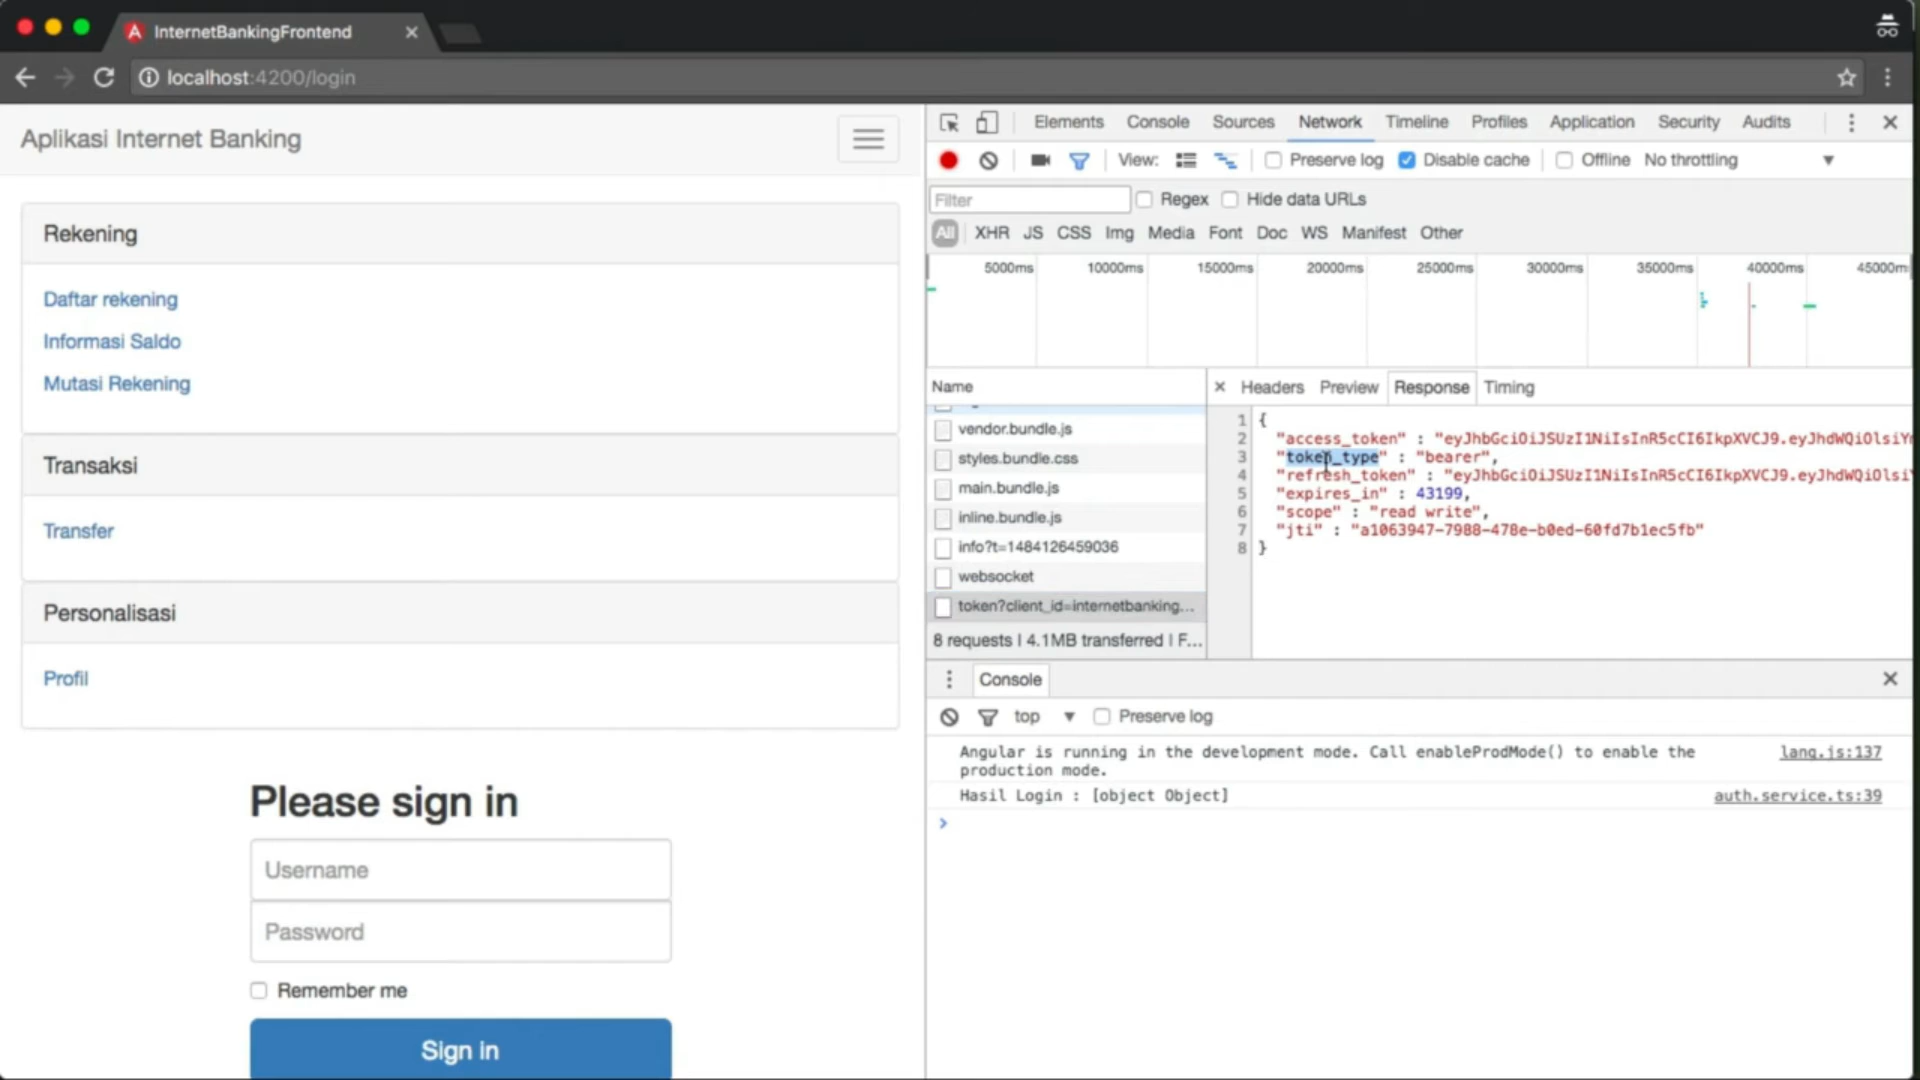 InternetBankingFrontend
localhost:4200/login
Aplikasi Internet Banking
Rekening
Daftar rekening
Informasi Saldo
Mutasi Rekening
Transaksi
Transfer
Personalisasi
Profil
Please sign in
Username
Password
Remember me
Sign in
Elements Console Sources Network Timeline Profiles Application Security Audits
View: Preserve log Disable cache Offline No throttling
Filter Regex Hide data URLs
All XHR JS CSS Img Media Font Doc WS Manifest Other
5000ms 10000ms 15000ms 20000ms 25000ms 30000ms 35000ms 40000ms 45000m
Name
vendor.bundle.js
styles.bundle.css
main.bundle.js
inline.bundle.js
info?t=1484126459036
websocket
token?client_id=internetbanking...
8 requests | 4.1MB transferred | F...
Headers Preview Response Timing
1 {
2 "access_token" : "eyJhbGciOiJSUzI1NiIsInR5cCI6IkpXVCJ9.eyJhdWQiOlsiY
3 "token_type" : "bearer",
4 "refresh_token" : "eyJhbGciOiJSUzI1NiIsInR5cCI6IkpXVCJ9.eyJhdWQiOlsi
5 "expires_in" : 43199,
6 "scope" : "read write",
7 "jti" : "a1063947-7988-478e-b0ed-60fd7b1ec5fb"
8 }
Console
top Preserve log
Angular is running in the development mode. Call enableProdMode() to enable the lang.js:137
production mode.
Hasil Login : [object Object] auth.service.ts:39